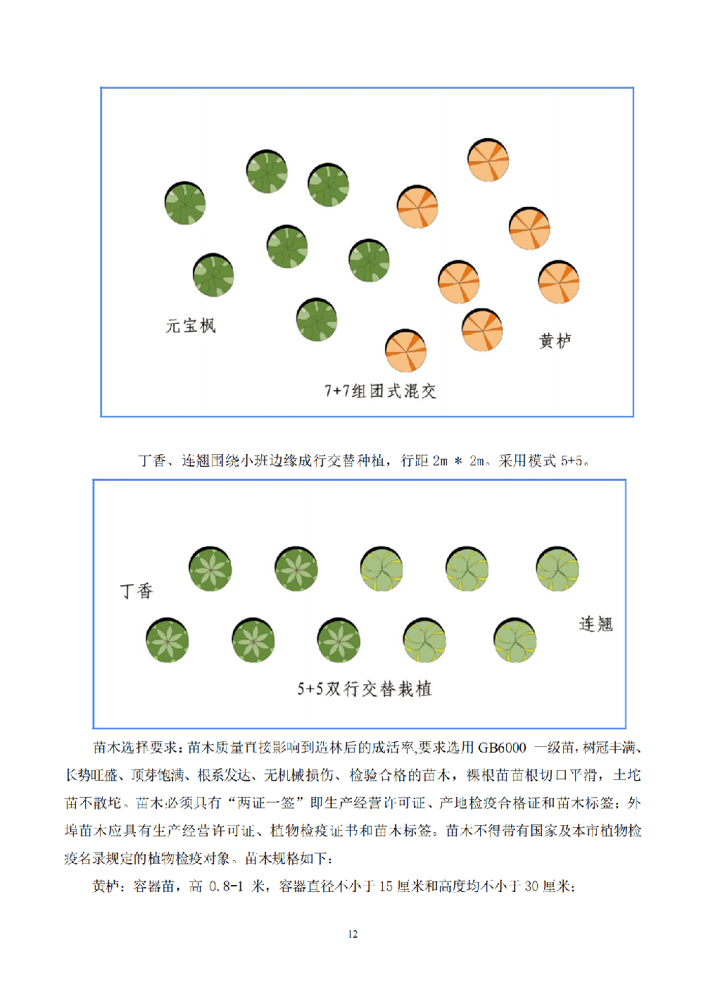 元宝枫
黄栌
7+7组团式混交
丁香、连翘围绕小班边缘成行交替种植，行距 2m * 2m。采用模式 5+5。
丁香
连翘
5+5双行交替栽植
苗木选择要求：苗木质量直接影响到造林后的成活率,要求选用 GB6000 一级苗，树冠丰满、
长势旺盛、顶芽饱满、根系发达、无机械损伤、检验合格的苗木，裸根苗苗根切口平滑，土坨
苗不散坨。苗木必须具有“两证一签”即生产经营许可证、产地检疫合格证和苗木标签；外
埠苗木应具有生产经营许可证、植物检疫证书和苗木标签。苗木不得带有国家及本市植物检
疫名录规定的植物检疫对象。苗木规格如下：
黄栌：容器苗，高 0.8-1 米，容器直径不小于 15 厘米和高度均不小于 30 厘米；
12